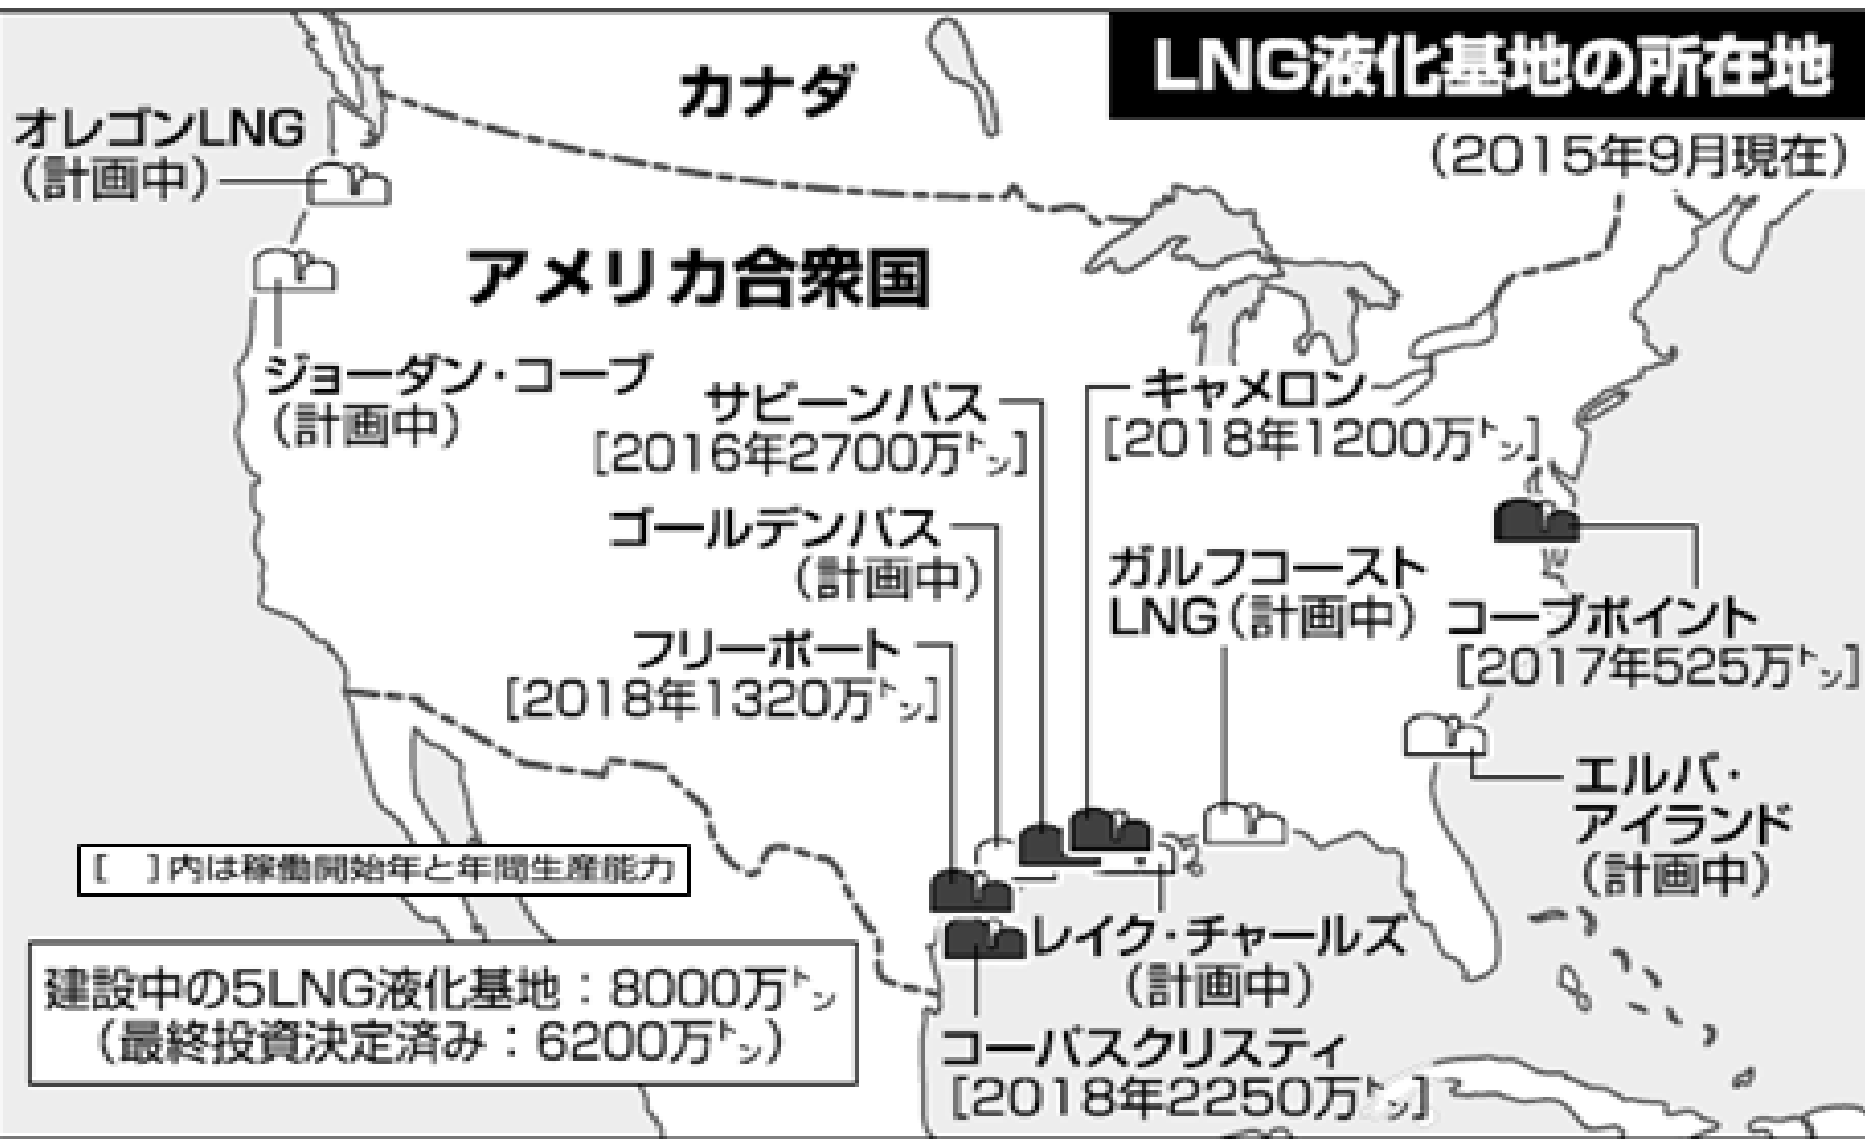 LNG液化基地の所在地
(2015年9月現在)
カナダ
オレゴンLNG
(計画中)
アメリカ合衆国
ジョーダン・コーブ
(計画中)
サビーンパス
[2016年2700万㌧]
キャメロン
[2018年1200万㌧]
ゴールデンパス
(計画中)
ガルフコースト
LNG(計画中)
コーブポイント
[2017年525万㌧]
フリーポート
[2018年1320万㌧]
エルバ・
アイランド
(計画中)
[ ]内は稼働開始年と年間生産能力
レイク・チャールズ
(計画中)
建設中の5LNG液化基地：8000万㌧
(最終投資決定済み：6200万㌧)
コーパスクリスティ
[2018年2250万㌧]